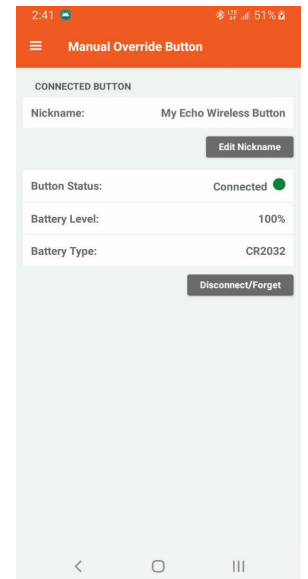 2:41 LTE 51%
Manual Override Button
CONNECTED BUTTON
Nickname: My Echo Wireless Button
Edit Nickname
Button Status: Connected
Battery Level: 100%
Battery Type: CR2032
Disconnect/Forget